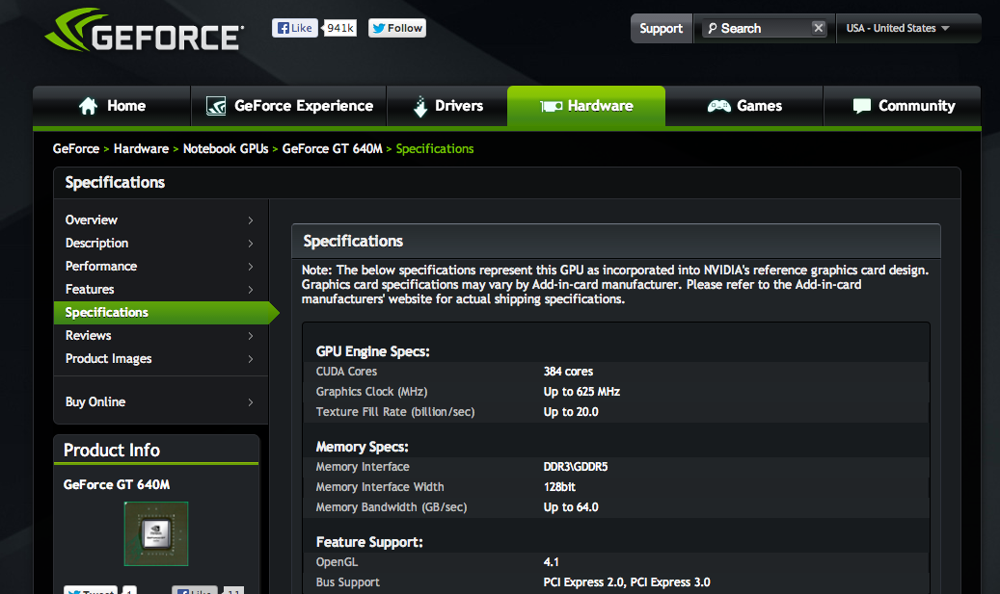 GEFORCE
Like 941k Follow
Support Search USA - United States
Home GeForce Experience Drivers Hardware Games Community
GeForce > Hardware > Notebook GPUs > GeForce GT 640M > Specifications
Specifications
Overview
Description
Performance
Features
Specifications
Reviews
Product Images
Buy Online
Product Info
GeForce GT 640M
Tweet 1 Like 11
Specifications
Note: The below specifications represent this GPU as incorporated into NVIDIA's reference graphics card design.
Graphics card specifications may vary by Add-in-card manufacturer. Please refer to the Add-in-card
manufacturers' website for actual shipping specifications.
GPU Engine Specs:
CUDA Cores 384 cores
Graphics Clock (MHz) Up to 625 MHz
Texture Fill Rate (billion/sec) Up to 20.0
Memory Specs:
Memory Interface DDR3\GDDR5
Memory Interface Width 128bit
Memory Bandwidth (GB/sec) Up to 64.0
Feature Support:
OpenGL 4.1
Bus Support PCI Express 2.0, PCI Express 3.0